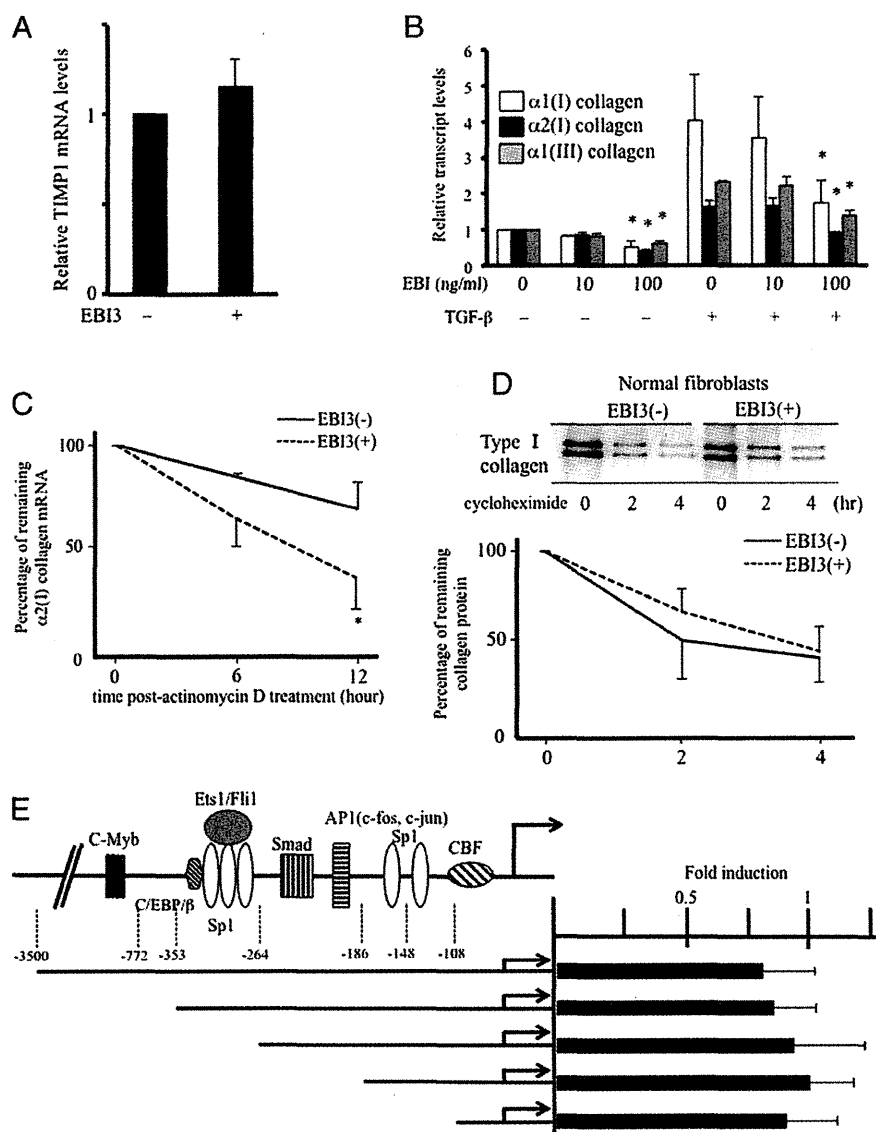 A
Relative TIMP1 mRNA levels
1
0
EBI3 – +
B
Relative transcript levels
6
5
4
3
2
1
0
α1(I) collagen
α2(I) collagen
α1(III) collagen
* * *
* * *
EBI (ng/ml) 0 10 100 0 10 100
TGF-β – – – + + +
C
EBI3(-)
EBI3(+)
Percentage of remaining
α2(I) collagen mRNA
100
50
0
*
0 6 12
time post-actinomycin D treatment (hour)
D
Normal fibroblasts
EBI3(-) EBI3(+)
Type I
collagen
cycloheximide 0 2 4 0 2 4 (hr)
EBI3(-)
EBI3(+)
Percentage of remaining
collagen protein
100
50
0
0 2 4
E
Ets1/Fli1
C-Myb
Smad
AP1(c-fos, c-jun)
Sp1
CBF
C/EBP/β
Sp1
-3500 -772 -353 -264 -186 -148 -108
Fold induction
0.5 1